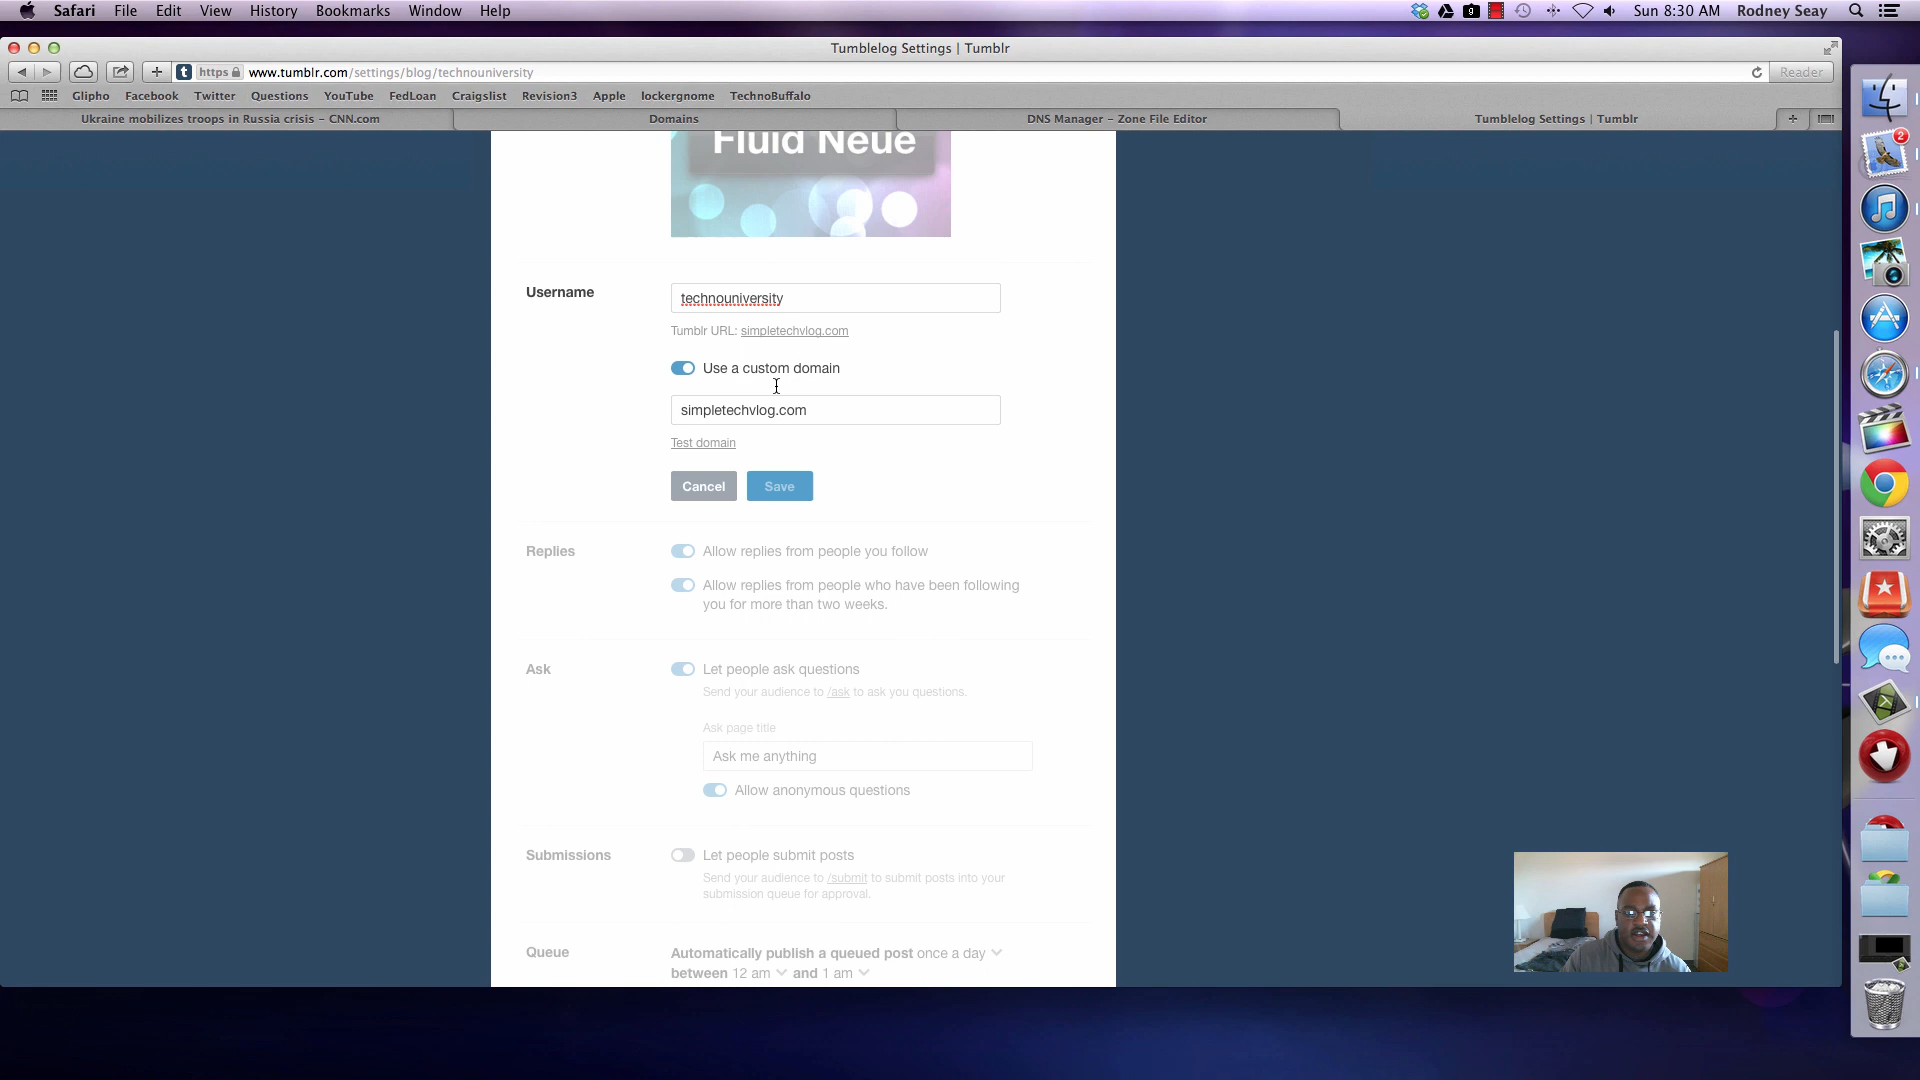 Safari File Edit View History Bookmarks Window Help
Sun 8:30 AM Rodney Seay
Tumblelog Settings | Tumblr
https www.tumblr.com/settings/blog/technouniversity
Reader
Glipho Facebook Twitter Questions YouTube FedLoan Craigslist Revision3 Apple lockergnome TechnoBuffalo
Ukraine mobilizes troops in Russia crisis – CNN.com
Domains
DNS Manager – Zone File Editor
Tumblelog Settings | Tumblr
2
Fluid Neue
Username
technouniversity
Tumblr URL: simpletechvlog.com
Use a custom domain
simpletechvlog.com
Test domain
Cancel Save
Replies
Allow replies from people you follow
Allow replies from people who have been following
you for more than two weeks.
Ask
Let people ask questions
Send your audience to /ask to ask you questions.
Ask page title
Ask me anything
Allow anonymous questions
Submissions
Let people submit posts
Send your audience to /submit to submit posts into your
submission queue for approval.
Queue
Automatically publish a queued post once a day
between 12 am and 1 am